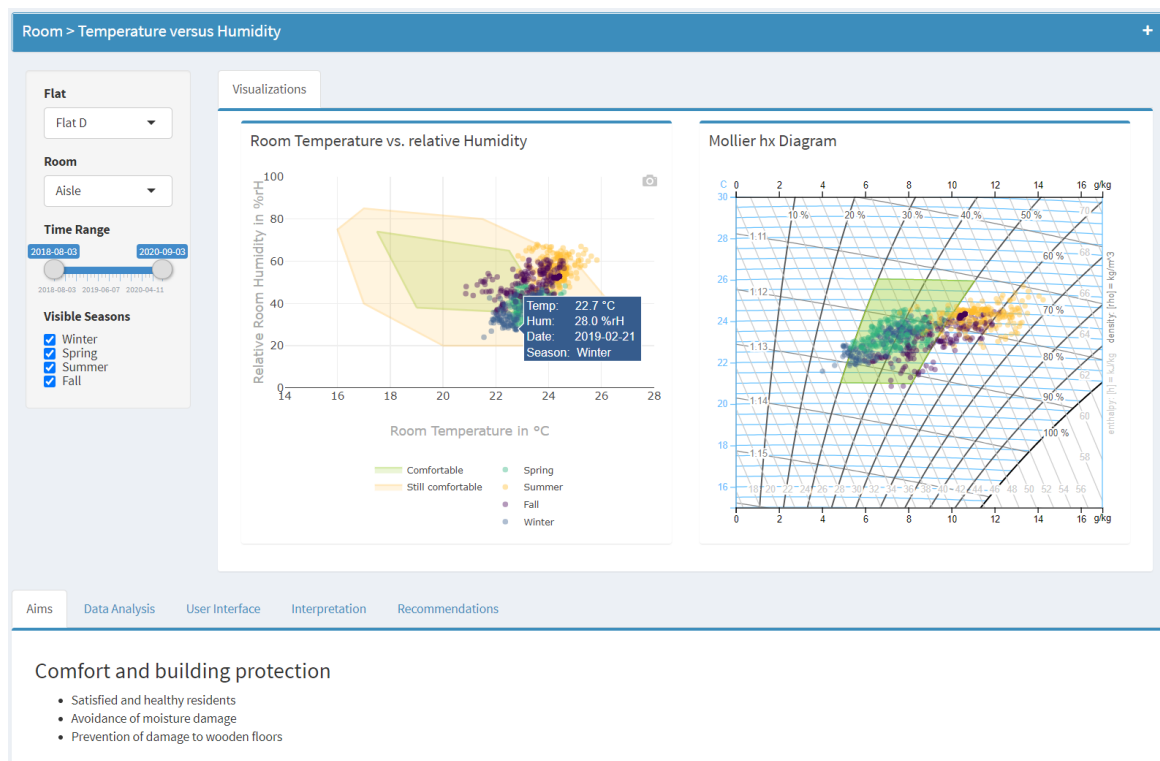 Room > Temperature versus Humidity
+
Flat
Flat D
Room
Aisle
Time Range
2018-08-03 2020-09-03
2018-08-03 2019-06-07 2020-04-11
Visible Seasons
Winter
Spring
Summer
Fall
Visualizations
Room Temperature vs. relative Humidity
Relative Room Humidity in %rH
100
80
60
40
20
0
14 16 18 20 22 24 26 28
Room Temperature in °C
Temp: 22.7 °C
Hum: 28.0 %rH
Date: 2019-02-21
Season: Winter
Comfortable
Still comfortable
Spring
Summer
Fall
Winter
Mollier hx Diagram
C 0 2 4 6 8 10 12 14 16 g/kg
30
28
26
24
22
20
18
16
10 % 20 % 30 % 40 % 50 % 70
60 % 68
70 %
64
80 %
62
90 %
60
100 %
58
1.11
1.12
1.13
1.14
1.15
18 20 22 24 26 28 30 32 34 36 38 40 42 44 46 48 50 52 54 56
0 2 4 6 8 10 12 14 16 g/kg
enthalpy [h] = kJ/kg density [rho] = kg/m^3
Aims Data Analysis User Interface Interpretation Recommendations
Comfort and building protection
Satisfied and healthy residents
Avoidance of moisture damage
Prevention of damage to wooden floors